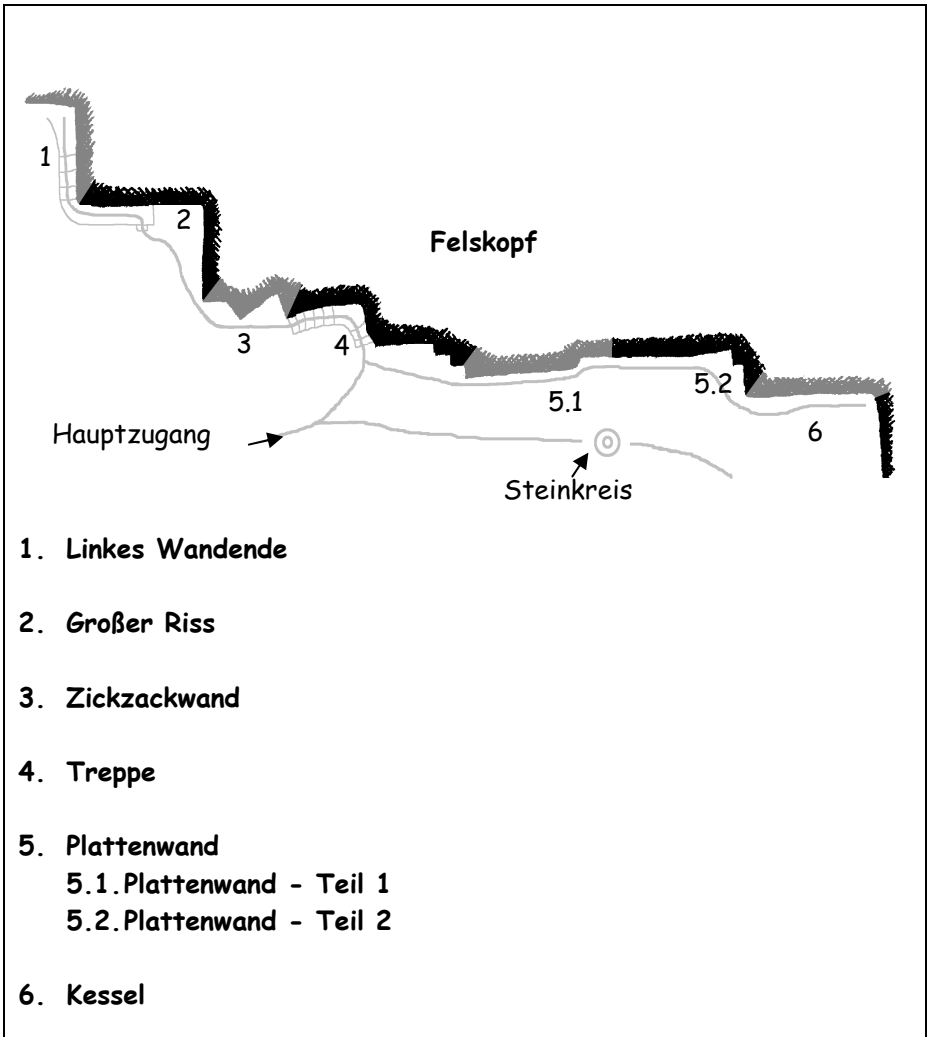 1
2
Felskopf
3
4
5.1
5.2
6
Hauptzugang
Steinkreis
1. Linkes Wandende
2. Großer Riss
3. Zickzackwand
4. Treppe
5. Plattenwand
5.1.Plattenwand - Teil 1
5.2.Plattenwand - Teil 2
6. Kessel